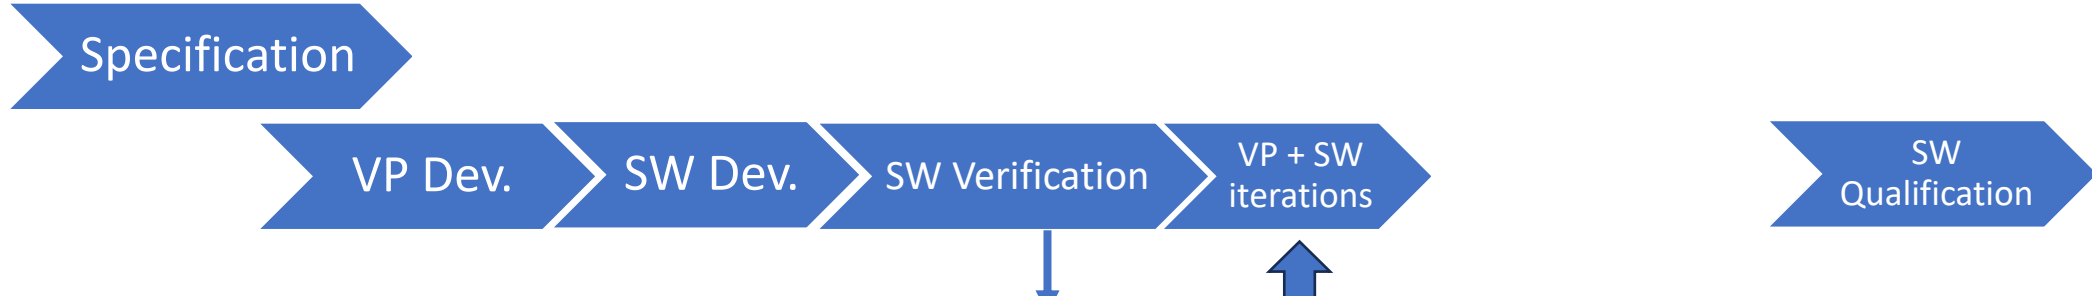 Specification
VP Dev.
SW Dev.
SW Verification
VP + SW
iterations
SW
Qualification